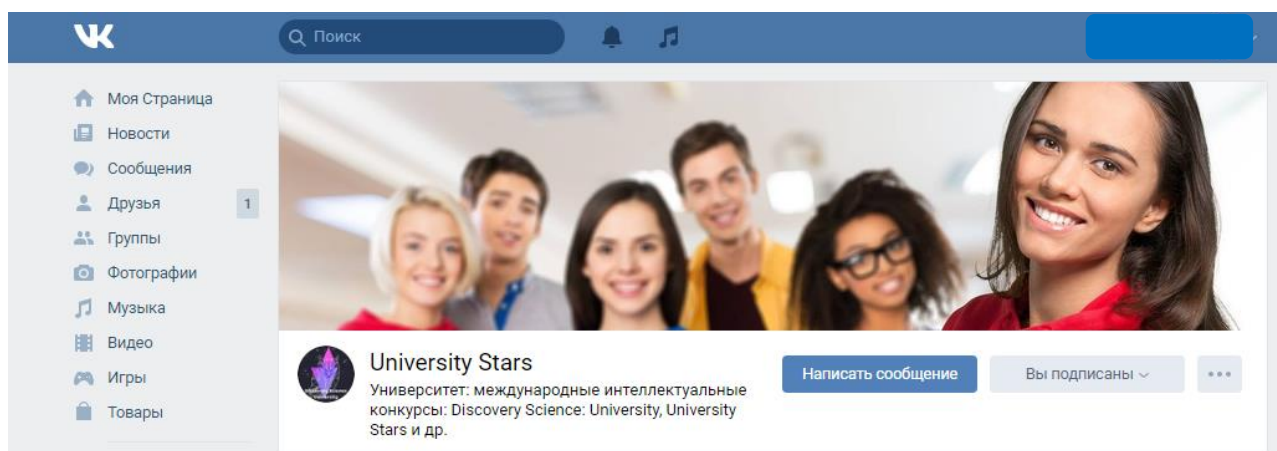 Поиск
Моя Страница
Новости
Сообщения
Друзья 1
Группы
Фотографии
Музыка
Видео
Игры
Товары
University Stars
Университет: международные интеллектуальные
конкурсы: Discovery Science: University, University
Stars и др.
Написать сообщение
Вы подписаны